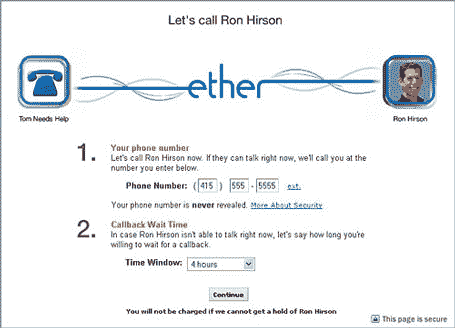 Let's call Ron Hirson
ether
Tom Needs Help
Ron Hirson
1. Your phone number
Let's call Ron Hirson now. If they can talk right now, we'll call you at the
number you enter below.
Phone Number: ( 415 ) 555 - 5555 ext.
Your phone number is never revealed. More About Security
2. Callback Wait Time
In case Ron Hirson isn't able to talk right now, let's say how long you're
willing to wait for a callback.
Time Window: 4 hours
Continue
You will not be charged if we cannot get a hold of Ron Hirson
This page is secure